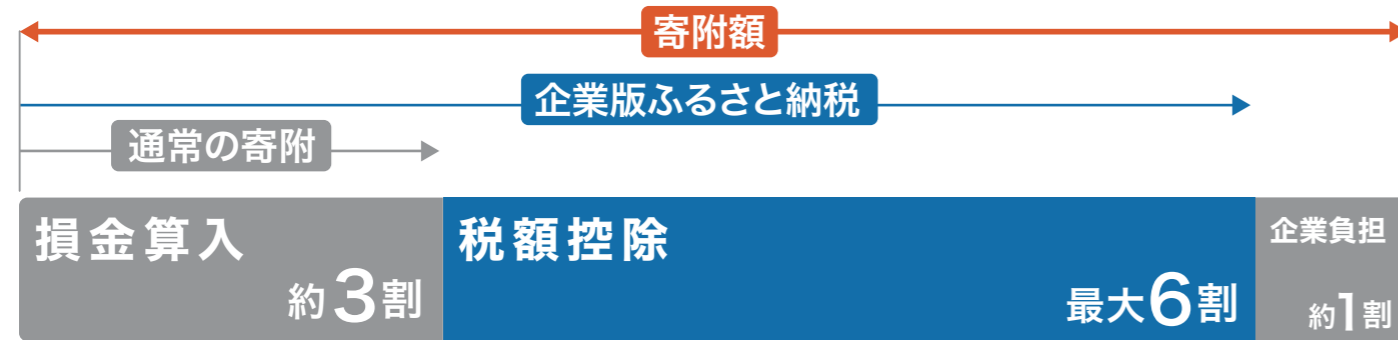 寄附額
企業版ふるさと納税
通常の寄附
損金算入
約3割
税額控除
最大6割
企業負担
約1割